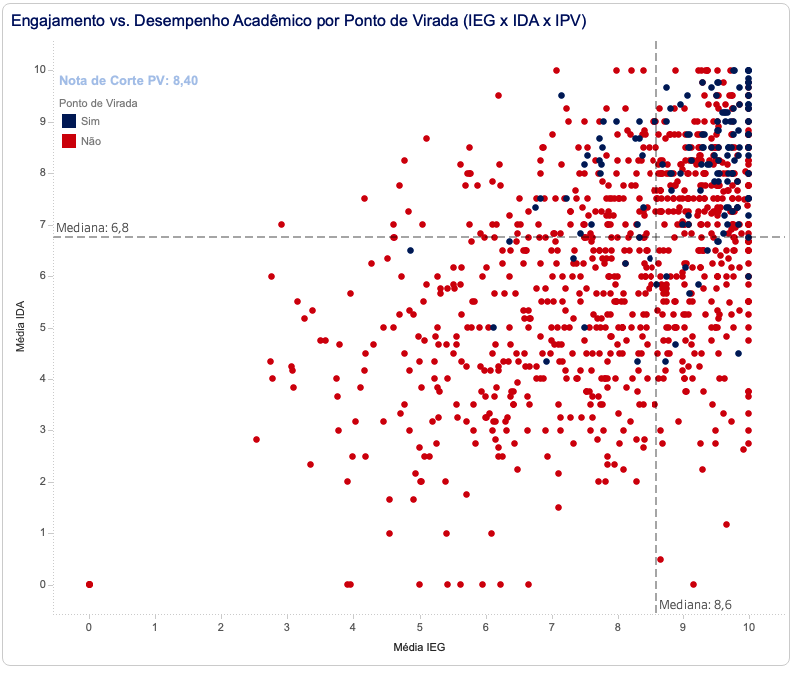 Engajamento vs. Desempenho Acadêmico por Ponto de Virada (IEG x IDA x IPV)
Nota de Corte PV: 8,40
Ponto de Virada
Sim
Não
10
9
8
7
6
5
4
3
2
1
0
Mediana: 6,8
Média IDA
Mediana: 8,6
0
1
2
3
4
5
6
7
8
9
10
Média IEG